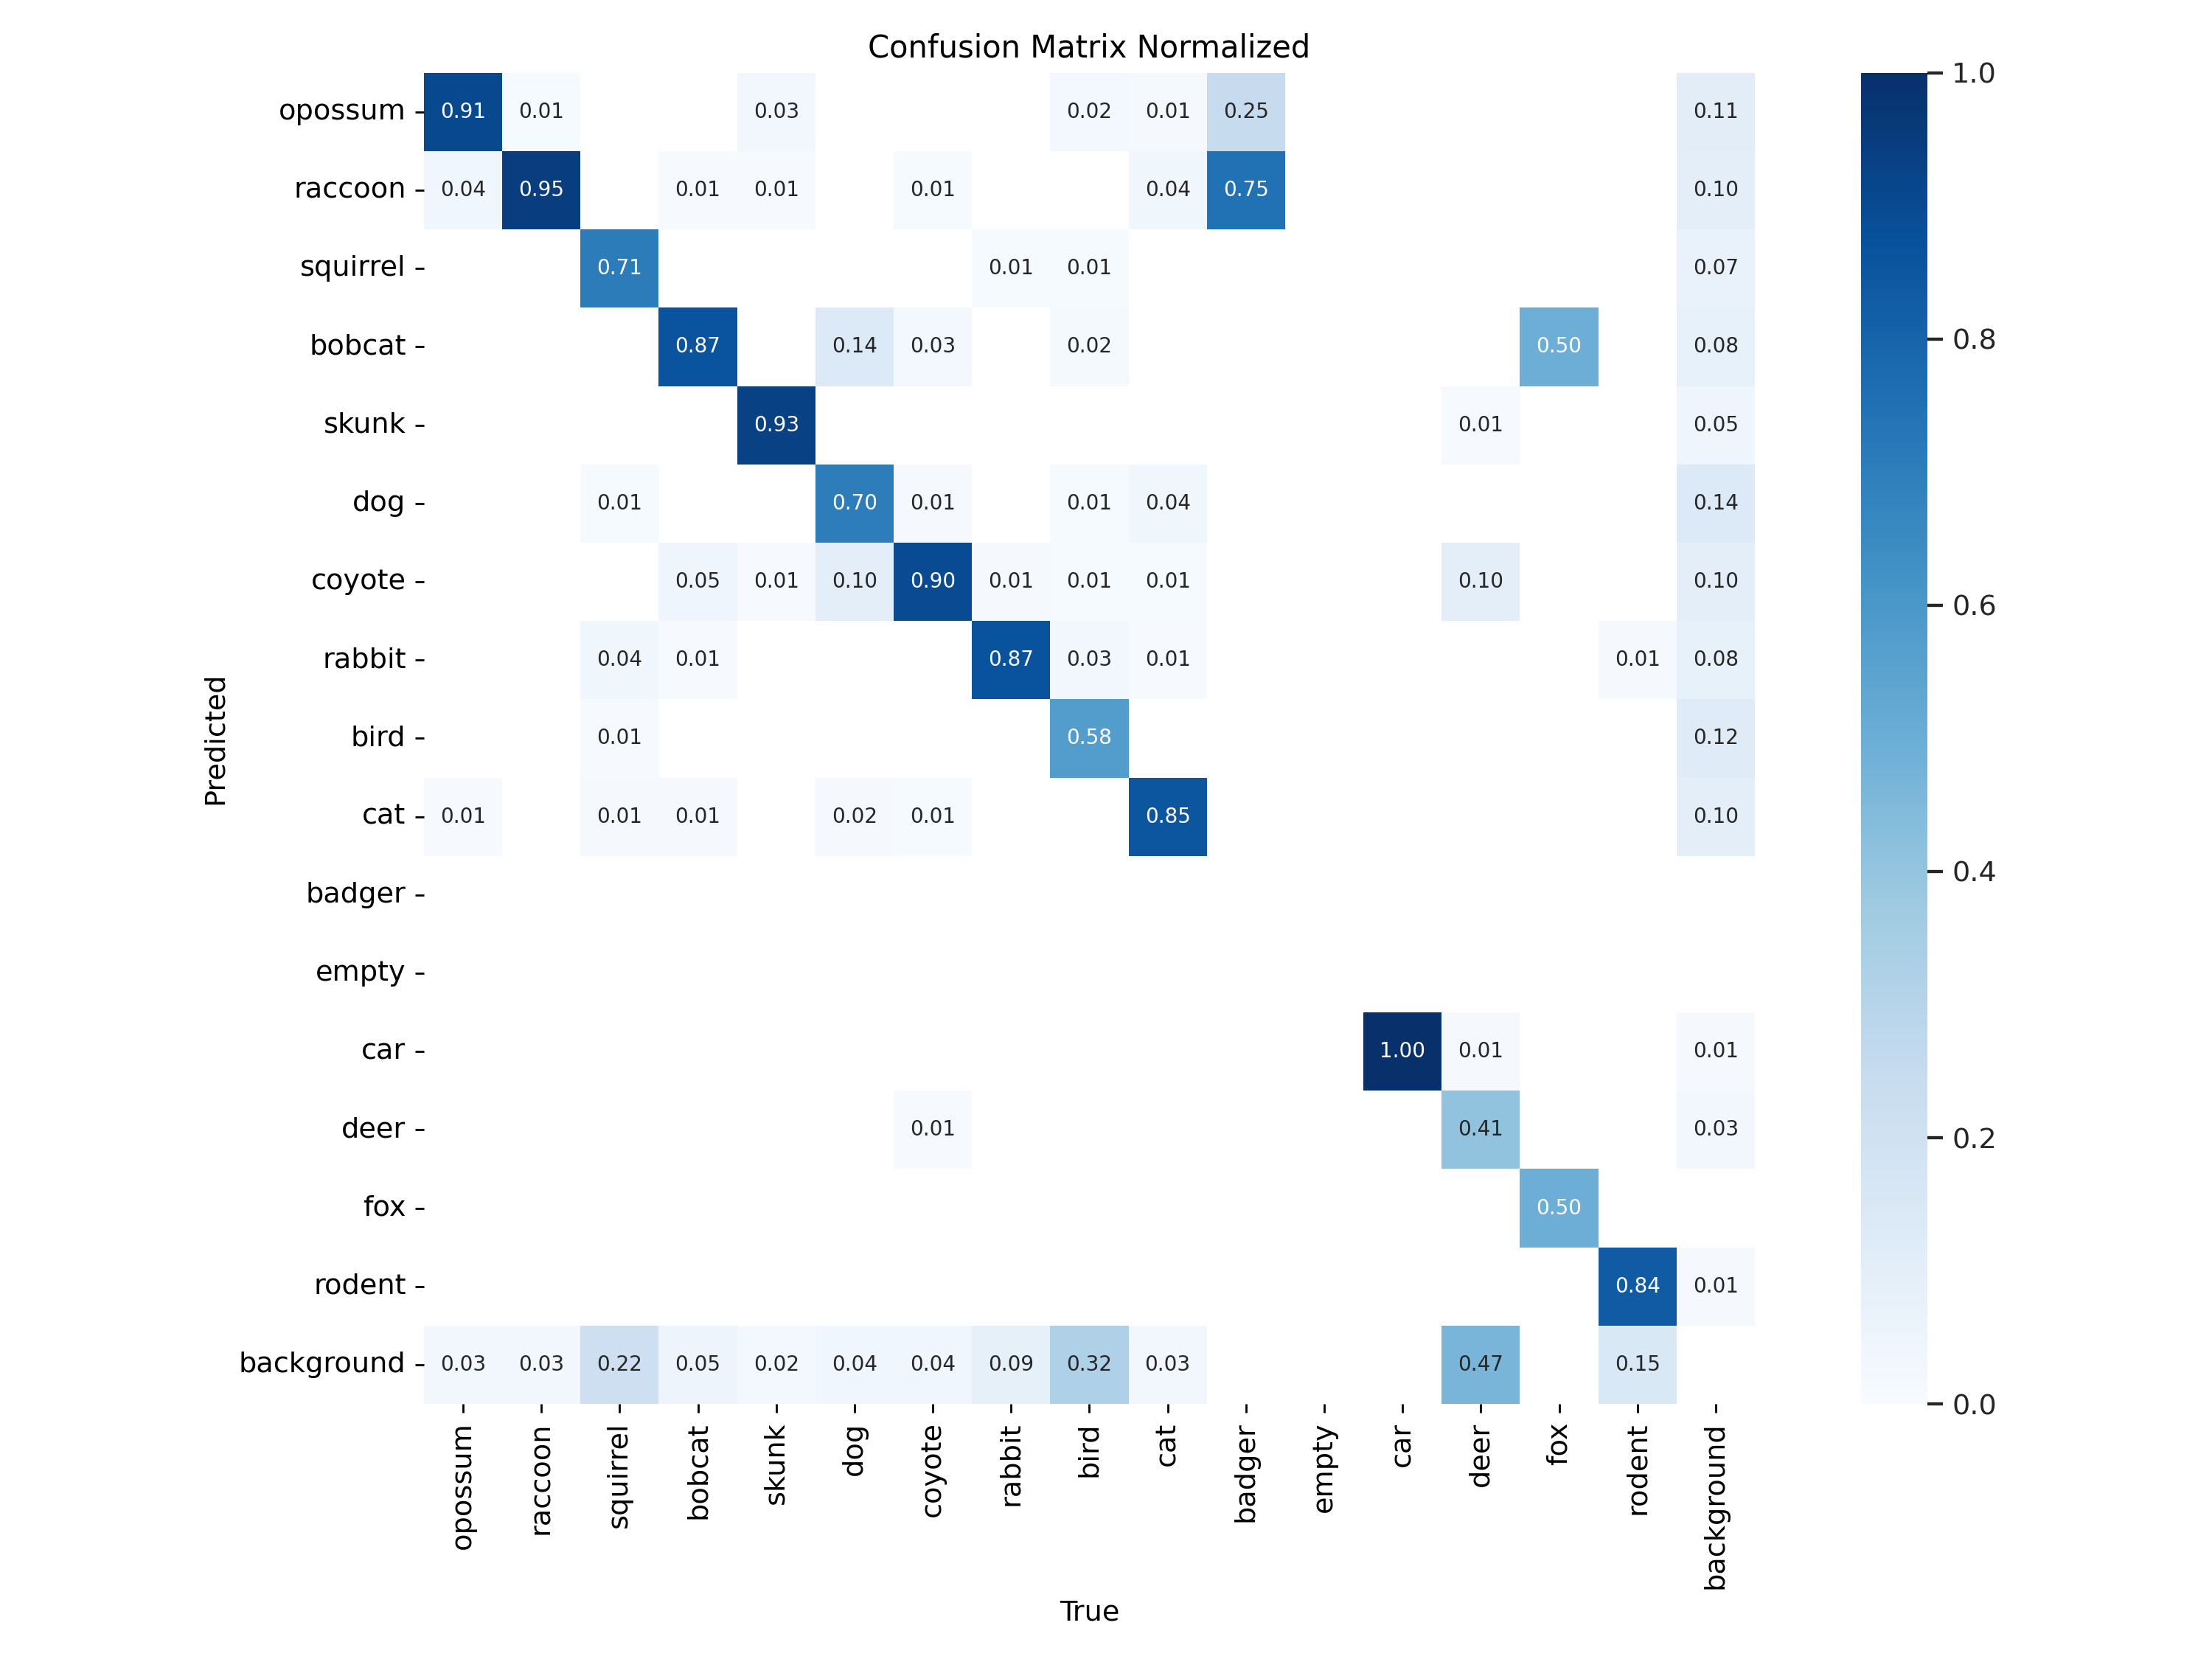 Confusion Matrix Normalized
opossum 0.91 0.01 0.03 0.02 0.01 0.25 0.11
raccoon 0.04 0.95 0.01 0.01 0.01 0.04 0.75 0.10
squirrel 0.71 0.01 0.01 0.07
bobcat 0.87 0.14 0.03 0.02 0.50 0.08
skunk 0.93 0.01 0.05
dog 0.01 0.70 0.01 0.01 0.04 0.14
coyote 0.05 0.01 0.10 0.90 0.01 0.01 0.01 0.10 0.10
rabbit 0.04 0.01 0.87 0.03 0.01 0.01 0.08
bird 0.01 0.58 0.12
cat 0.01 0.01 0.01 0.02 0.01 0.85 0.10
badger
empty
car 1.00 0.01 0.01
deer 0.01 0.41 0.03
fox 0.50
rodent 0.84 0.01
background 0.03 0.03 0.22 0.05 0.02 0.04 0.04 0.09 0.32 0.03 0.47 0.15
Predicted
opossum raccoon squirrel bobcat skunk dog coyote rabbit bird cat badger empty car deer fox rodent background
True
1.0
0.8
0.6
0.4
0.2
0.0